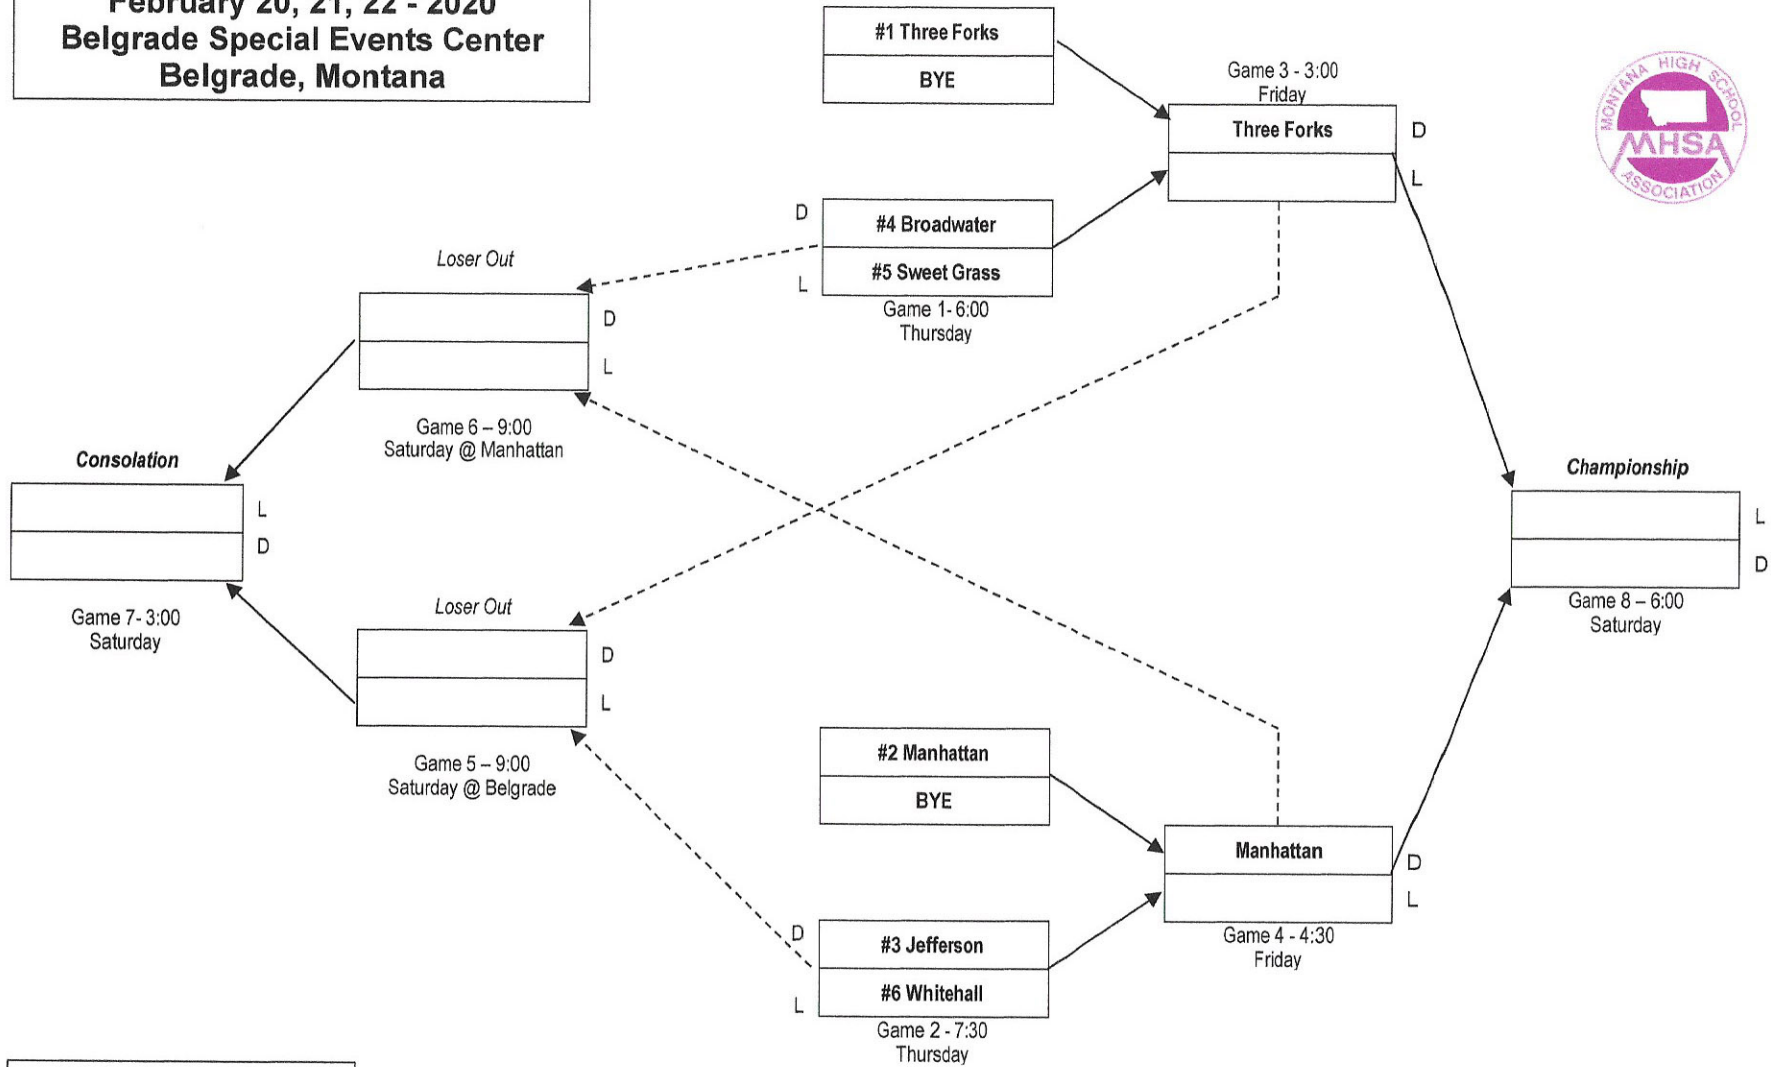 February 20, 21, 22 - 2020
Belgrade Special Events Center
Belgrade, Montana
#1 Three Forks
BYE
Game 3 - 3:00
Friday
Three Forks
D
L
MONTANA HIGH SCHOOL
MHSA
ASSOCIATION
D
#4 Broadwater
L
#5 Sweet Grass
Game 1- 6:00
Thursday
Loser Out
D
L
Game 6 – 9:00
Saturday @ Manhattan
Consolation
L
D
Game 7- 3:00
Saturday
Championship
L
D
Game 8 – 6:00
Saturday
Loser Out
D
L
Game 5 – 9:00
Saturday @ Belgrade
#2 Manhattan
BYE
Manhattan
D
L
Game 4 - 4:30
Friday
D
#3 Jefferson
L
#6 Whitehall
Game 2 - 7:30
Thursday